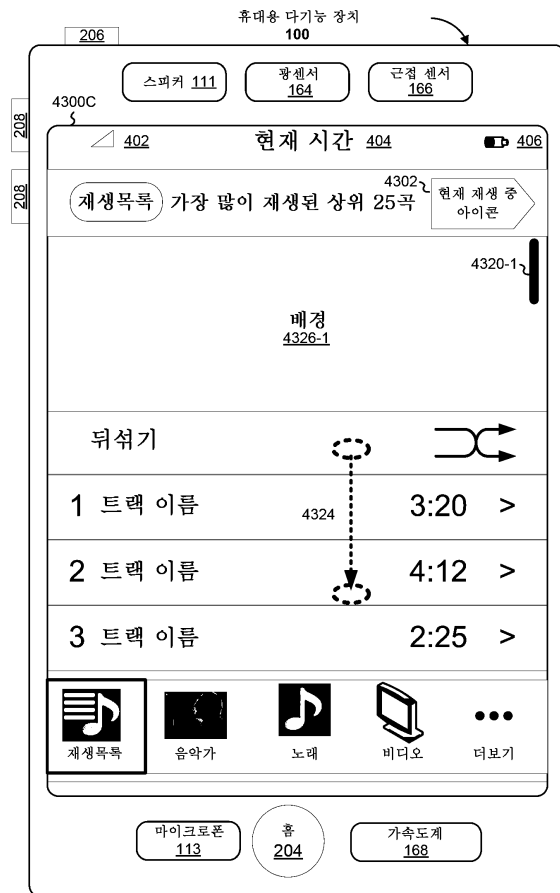 휴대용 다기능 장치
100
206
스피커 111
광센서
164
근접 센서
166
4300C
208
208
402
현재 시간 404
406
재생목록
가장 많이 재생된 상위 25곡
4302
현재 재생 중
아이콘
4320-1
배경
4326-1
뒤섞기
4324
1 트랙 이름 3:20 >
2 트랙 이름 4:12 >
3 트랙 이름 2:25 >
재생목록
음악가
노래
비디오
더보기
마이크로폰
113
홈
204
가속도계
168